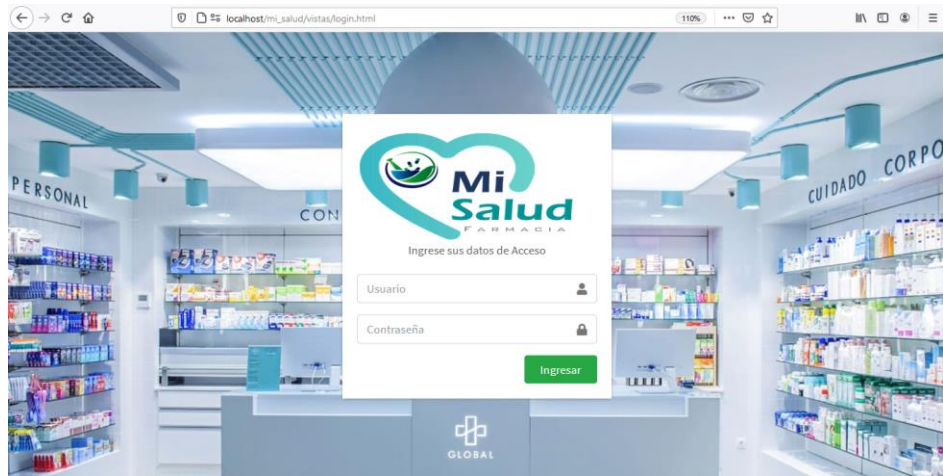 localhost/mi_salud/vistas/login.html
110%
PERSONAL
CON
CUIDADO CORPO
Mi
Salud
FARMACIA
Ingrese sus datos de Acceso
Usuario
Contraseña
Ingresar
GLOBAL